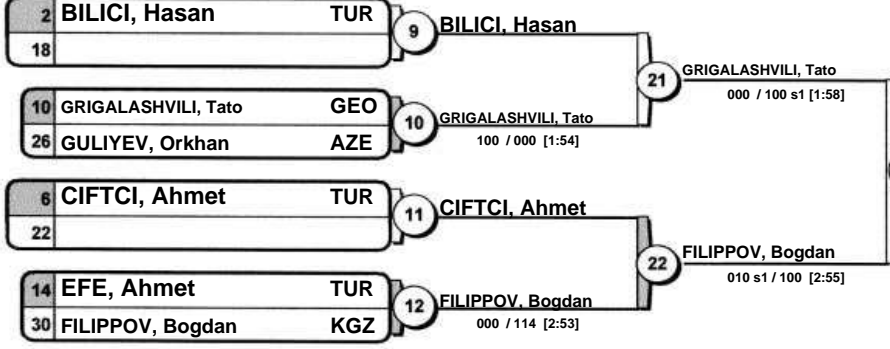 2 BILICI, Hasan TUR
18
9 BILICI, Hasan
10 GRIGALASHVILI, Tato GEO
26 GULIYEV, Orkhan AZE
10 GRIGALASHVILI, Tato
100 / 000 [1:54]
21 GRIGALASHVILI, Tato
000 / 100 s1 [1:58]
6 CIFTCI, Ahmet TUR
22
11 CIFTCI, Ahmet
14 EFE, Ahmet TUR
30 FILIPPOV, Bogdan KGZ
12 FILIPPOV, Bogdan
000 / 114 [2:53]
22 FILIPPOV, Bogdan
010 s1 / 100 [2:55]